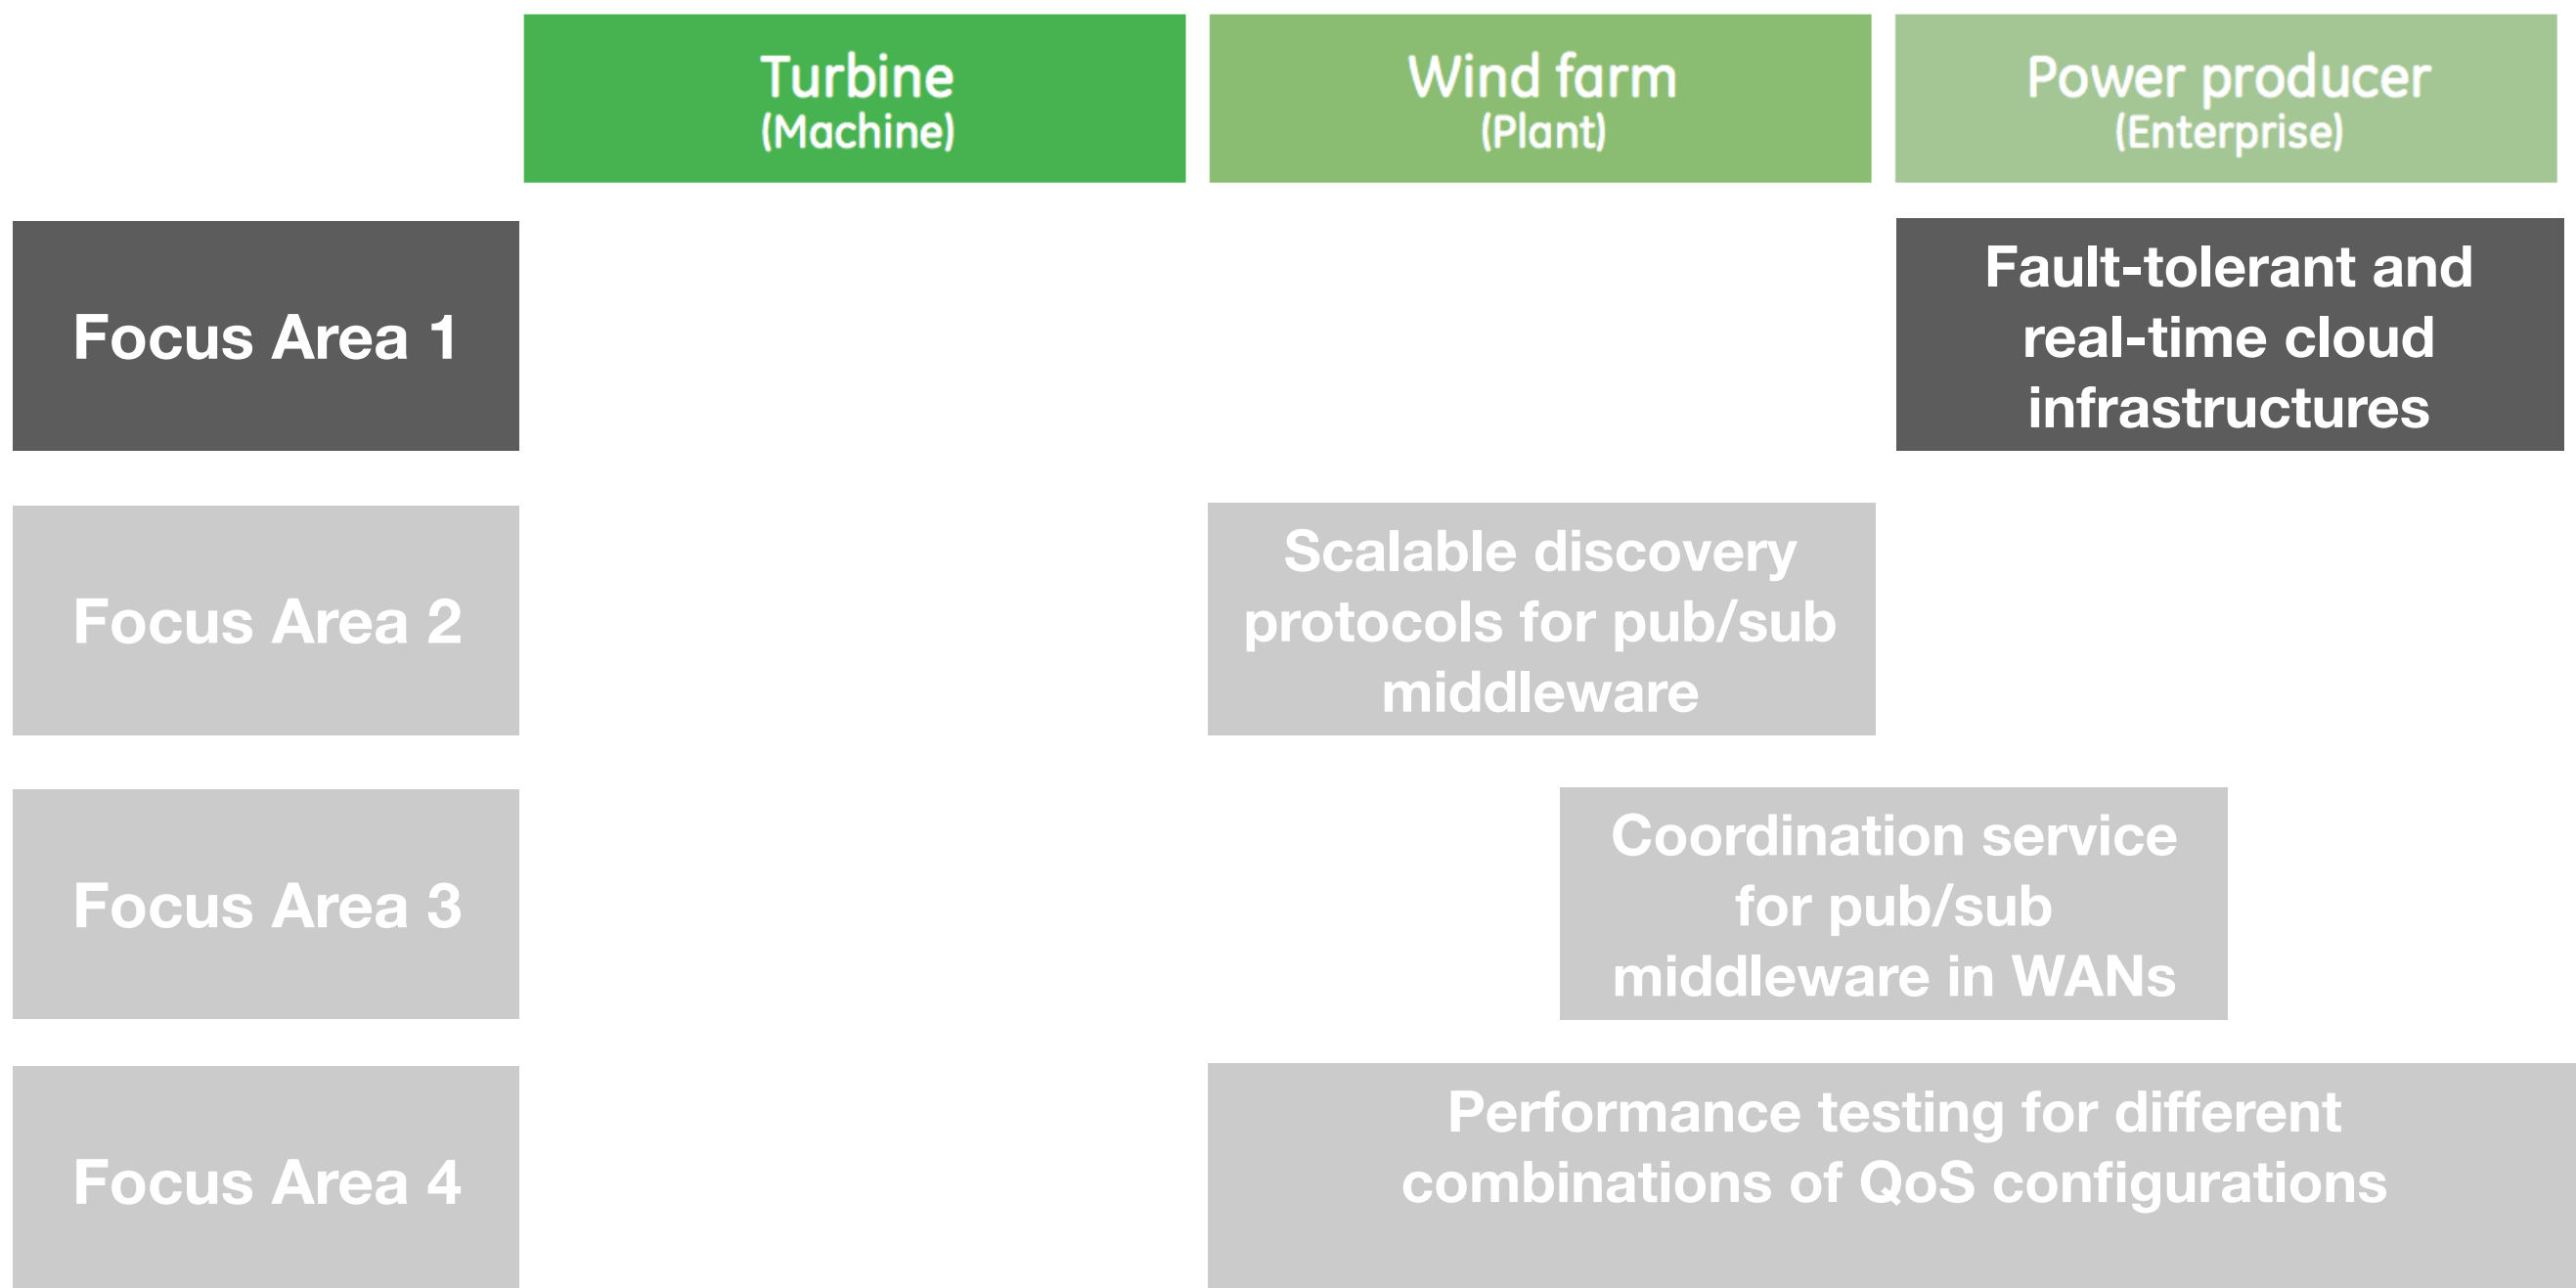 Turbine
(Machine)
Wind farm
(Plant)
Power producer
(Enterprise)
Focus Area 1
Fault-tolerant and
real-time cloud
infrastructures
Focus Area 2
Scalable discovery
protocols for pub/sub
middleware
Focus Area 3
Coordination service
for pub/sub
middleware in WANs
Focus Area 4
Performance testing for different
combinations of QoS configurations